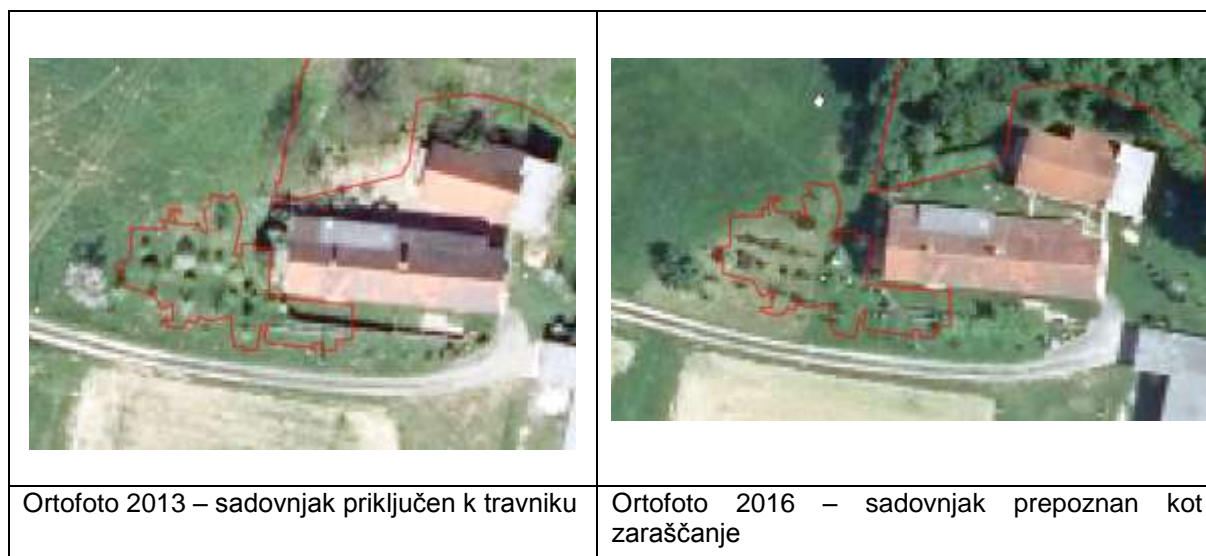 Ortofoto 2013 – sadovnjak priključen k travniku
Ortofoto 2016 – sadovnjak prepoznan kot
zaraščanje